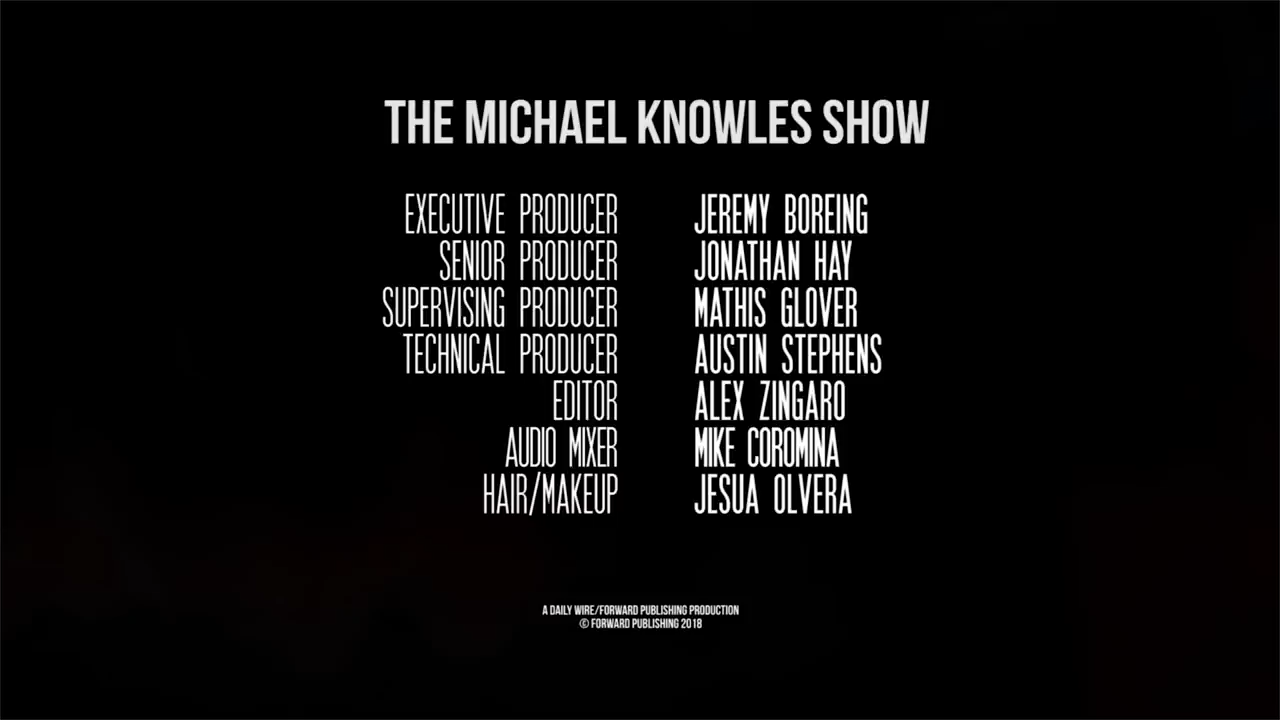 THE MICHAEL KNOWLES SHOW
EXECUTIVE PRODUCER JEREMY BOREING
SENIOR PRODUCER JONATHAN HAY
SUPERVISING PRODUCER MATHIS GLOVER
TECHNICAL PRODUCER AUSTIN STEPHENS
EDITOR ALEX ZINGARO
AUDIO MIXER MIKE COROMINA
HAIR/MAKEUP JESUA OLVERA
A DAILY WIRE/FORWARD PUBLISHING PRODUCTION
© FORWARD PUBLISHING 2018